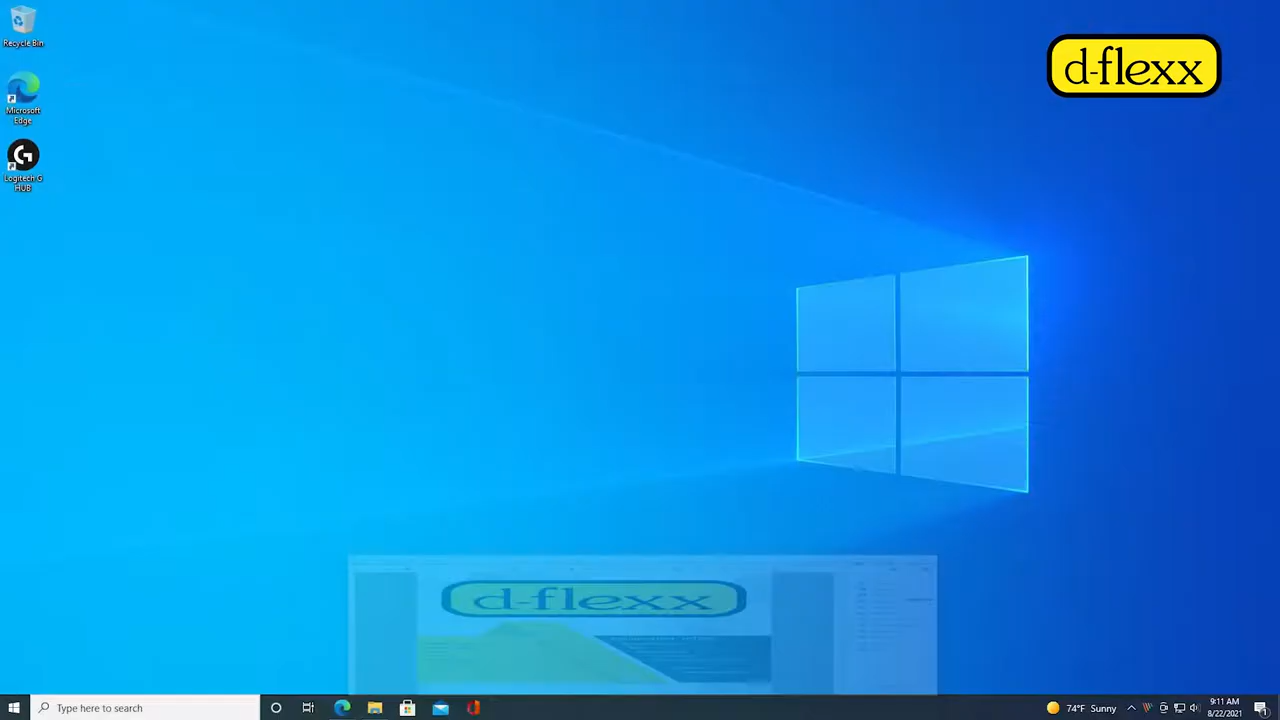 Recycle Bin
d-flexx
Microsoft
Edge
Logitech G
HUB
d-flexx
Type here to search
74°F Sunny
9:11 AM
8/22/2021
1